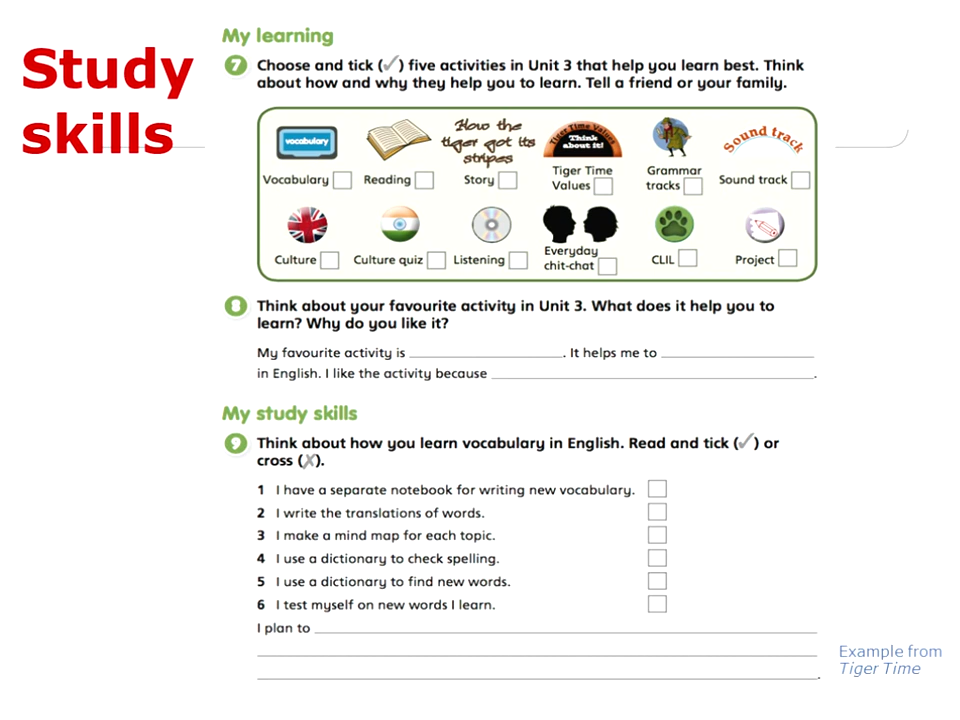 Study
skills
My learning
7 Choose and tick (✓) five activities in Unit 3 that help you learn best. Think
about how and why they help you to learn. Tell a friend or your family.
vocabulary
How the
tiger got its
stripes
Tiger Time Values
Think
about it!
Sound track
Vocabulary
Reading
Story
Tiger Time
Values
Grammar
tracks
Sound track
Culture
Culture quiz
Listening
Everyday
chit-chat
CLIL
Project
8 Think about your favourite activity in Unit 3. What does it help you to
learn? Why do you like it?
My favourite activity is ____________. It helps me to ____________
in English. I like the activity because ____________.
My study skills
9 Think about how you learn vocabulary in English. Read and tick (✓) or
cross (✗).
1 I have a separate notebook for writing new vocabulary.
2 I write the translations of words.
3 I make a mind map for each topic.
4 I use a dictionary to check spelling.
5 I use a dictionary to find new words.
6 I test myself on new words I learn.
I plan to ____________
____________
____________.
Example from
Tiger Time